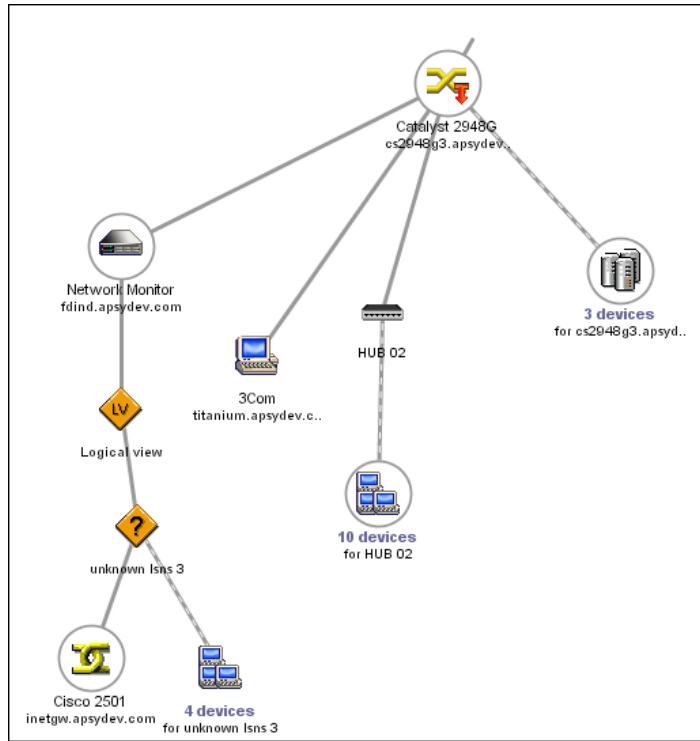 Catalyst 2948G
cs2948g3.apsydev..
Network Monitor
fdind.apsydev.com
3 devices
for cs2948g3.apsyd..
HUB 02
3Com
titanium.apsydev.c..
LV
Logical view
?
10 devices
for HUB 02
unknown lsns 3
Cisco 2501
inetgw.apsydev.com
4 devices
for unknown lsns 3